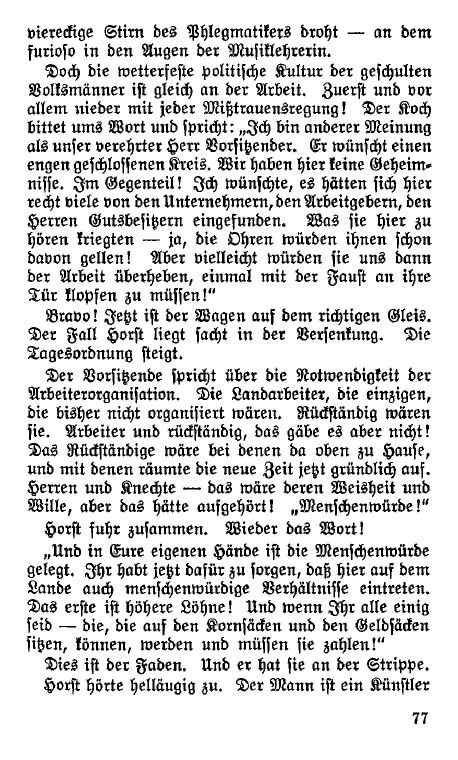 viereckige Stirn des Phlegmatikers droht — an dem
furioso in den Augen der Musiklehrerin.
Doch die wetterfeste politische Kultur der geschulten
Volksmänner ist gleich an der Arbeit. Zuerst und vor
allem nieder mit jeder Mißtrauensregung! Der Koch
bittet ums Wort und spricht: „Ich bin anderer Meinung
als unser verehrter Herr Vorsitzender. Er wünscht einen
engen geschlossenen Kreis. Wir haben hier keine Geheim-
nisse. Im Gegenteil! Ich wünschte, es hätten sich hier
recht viele von den Unternehmern, den Arbeitgebern, den
Herren Gutsbesitzern eingefunden. Was sie hier zu
hören kriegten — ja, die Ohren würden ihnen schon
davon gellen! Aber vielleicht würden sie uns dann
der Arbeit überheben, einmal mit der Faust an ihre
Tür klopfen zu müssen!“
Bravo! Jetzt ist der Wagen auf dem richtigen Gleis.
Der Fall Horst liegt sacht in der Versenkung. Die
Tagesordnung steigt.
Der Vorsitzende spricht über die Notwendigkeit der
Arbeiterorganisation. Die Landarbeiter, die einzigen,
die bisher nicht organisiert wären. Rückständig wären
sie. Arbeiter und rückständig, das gäbe es aber nicht!
Das Rückständige wäre bei denen da oben zu Hause,
und mit denen räumte die neue Zeit jetzt gründlich auf.
Herren und Knechte — das wäre deren Weisheit und
Wille, aber das hätte aufgehört! „Menschenwürde!“
Horst fuhr zusammen. Wieder das Wort!
„Und in Eure eigenen Hände ist die Menschenwürde
gelegt. Ihr habt jetzt dafür zu sorgen, daß hier auf dem
Lande auch menschenwürdige Verhältnisse eintreten.
Das erste ist höhere Löhne! Und wenn Ihr alle einig
seid — die, die auf den Kornsäcken und den Geldsäcken
sitzen, können, werden und müssen sie zahlen!“
Dies ist der Faden. Und er hat sie an der Strippe.
Horst hörte helläugig zu. Der Mann ist ein Künstler
77